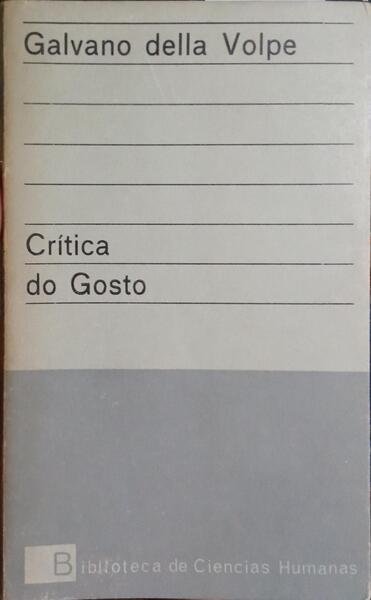 Galvano della Volpe
Crítica
do Gosto
Biblioteca de Ciencias Humanas